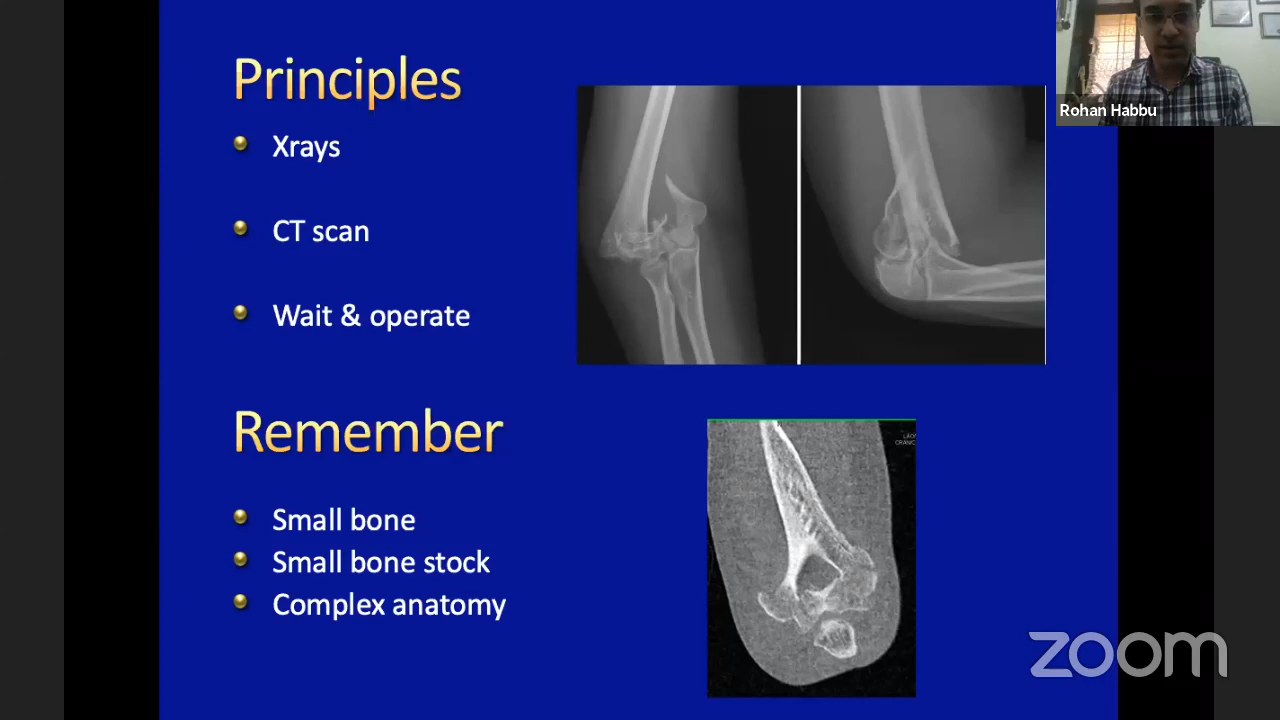 Principles
Xrays
CT scan
Wait & operate
Remember
Small bone
Small bone stock
Complex anatomy
Rohan Habbu
zoom